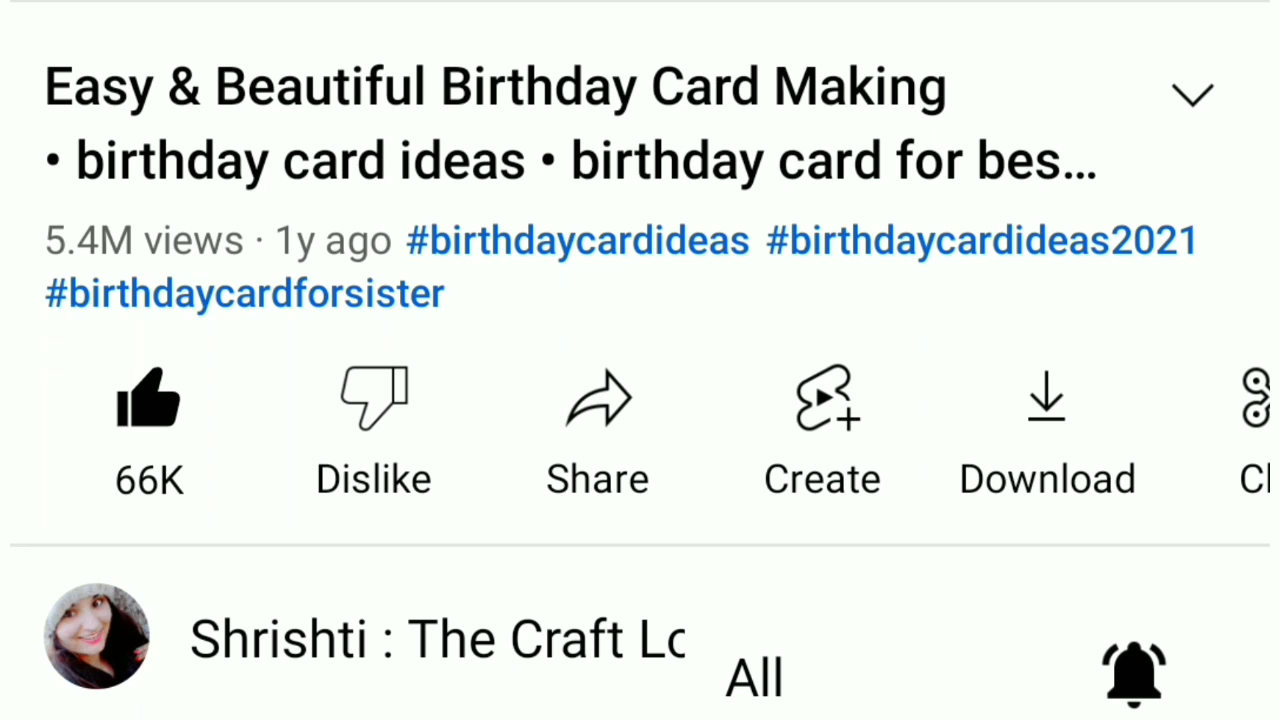 Easy & Beautiful Birthday Card Making
• birthday card ideas • birthday card for bes...
5.4M views · 1y ago #birthdaycardideas #birthdaycardideas2021
#birthdaycardforsister
66K Dislike Share Create Download Cl
Shrishti : The Craft Lo
All